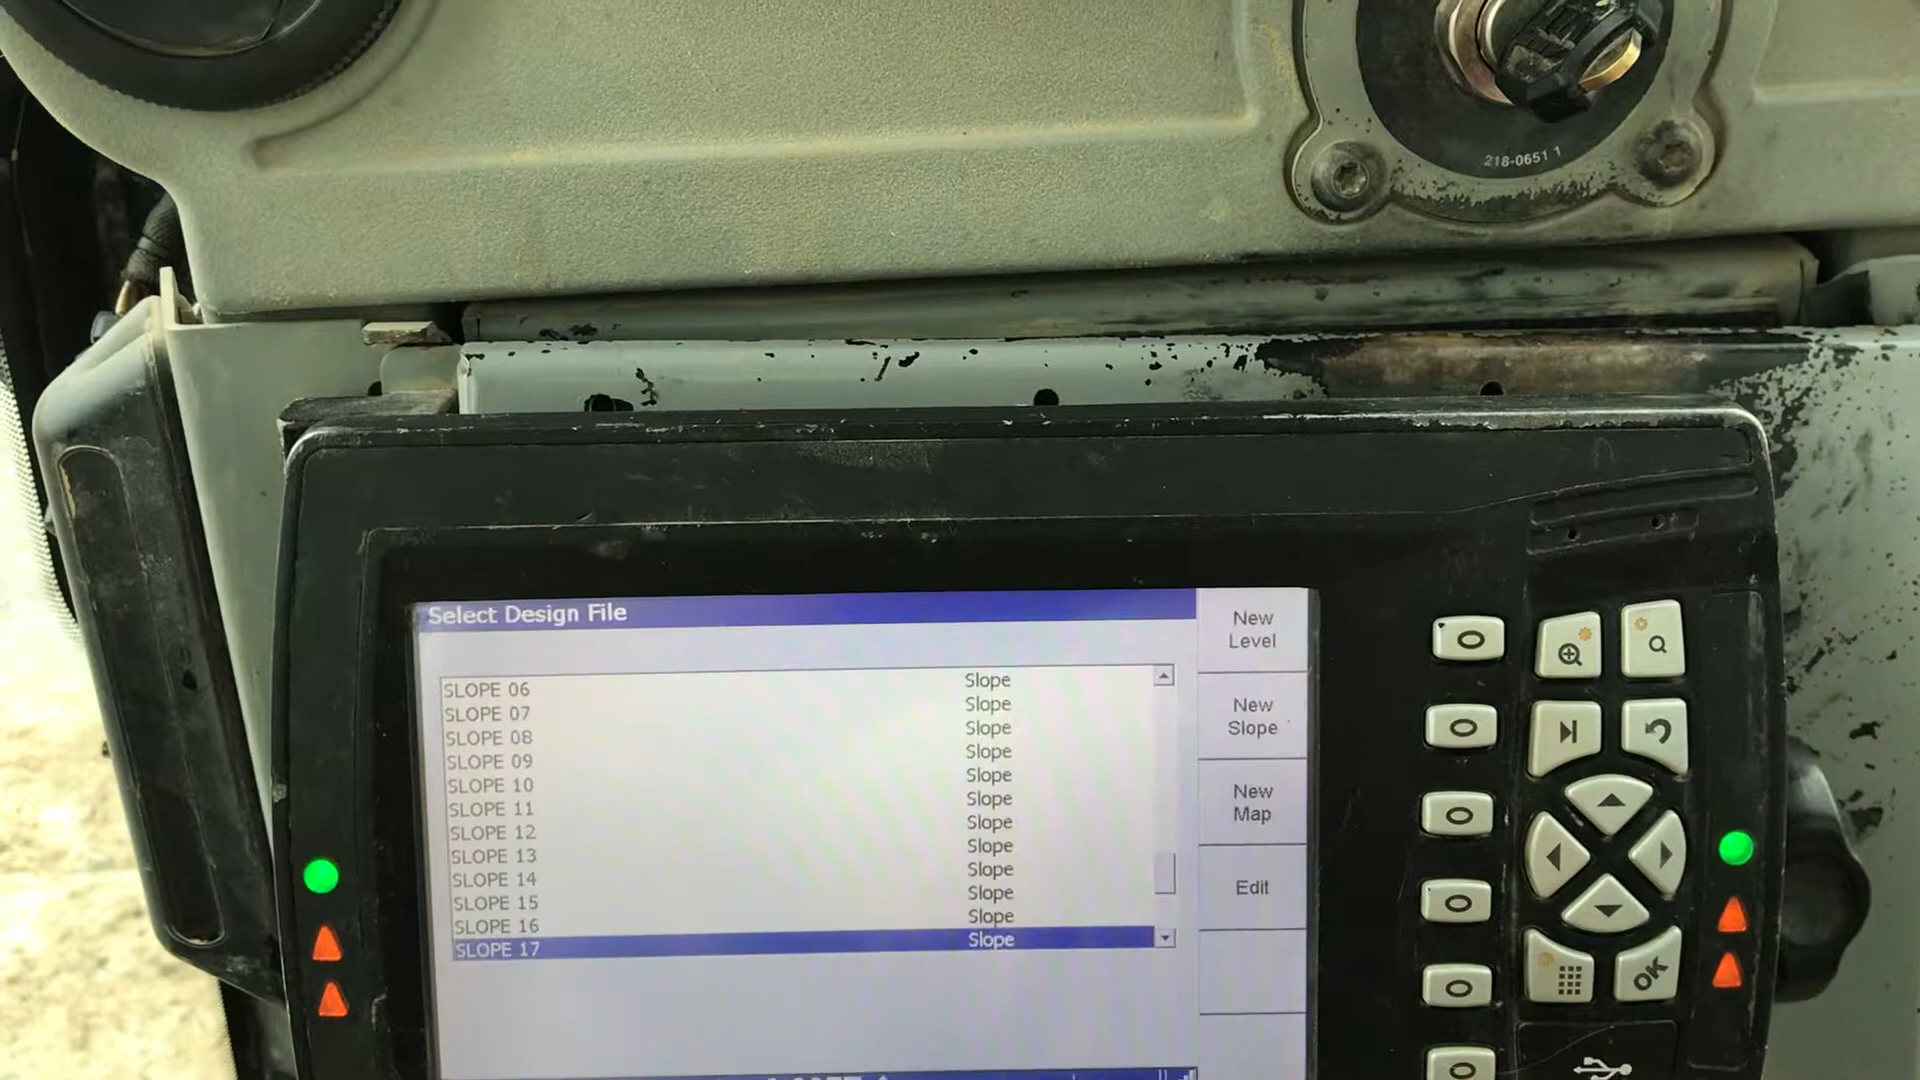 218-0651 1
Select Design File
New
Level
SLOPE 06 Slope
SLOPE 07 Slope
SLOPE 08 Slope
SLOPE 09 Slope
SLOPE 10 Slope
SLOPE 11 Slope
SLOPE 12 Slope
SLOPE 13 Slope
SLOPE 14 Slope
SLOPE 15 Slope
SLOPE 16 Slope
SLOPE 17 Slope
New
Slope
New
Map
Edit
OK